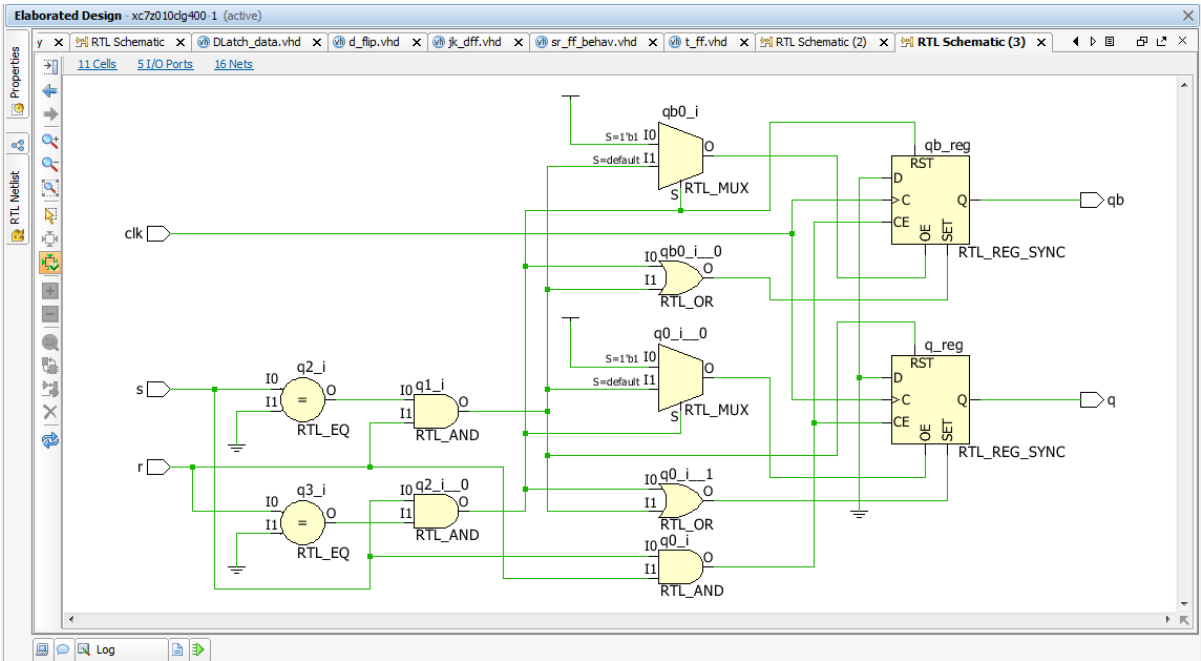 Elaborated Design - xc7z010clg400-1 (active)
y RTL Schematic DLatch_data.vhd d_flip.vhd jk_dff.vhd sr_ff_behav.vhd t_ff.vhd RTL Schematic (2) RTL Schematic (3)
11 Cells 5 I/O Ports 16 Nets
Properties
RTL Netlist
qb0_i
S=1'b1 I0
S=default I1
O
S RTL_MUX
qb_reg
RST
D
C
CE
OE
SET
Q
qb
RTL_REG_SYNC
clk
qb0_i__0
I0
I1
O
RTL_OR
q0_i__0
S=1'b1 I0
S=default I1
O
S RTL_MUX
q_reg
RST
D
C
CE
OE
SET
Q
q
RTL_REG_SYNC
s
q2_i
I0
I1
=
O
RTL_EQ
q1_i
I0
I1
O
RTL_AND
r
q3_i
I0
I1
=
O
RTL_EQ
q2_i__0
I0
I1
O
RTL_AND
q0_i__1
I0
I1
O
RTL_OR
q0_i
I0
I1
O
RTL_AND
Log